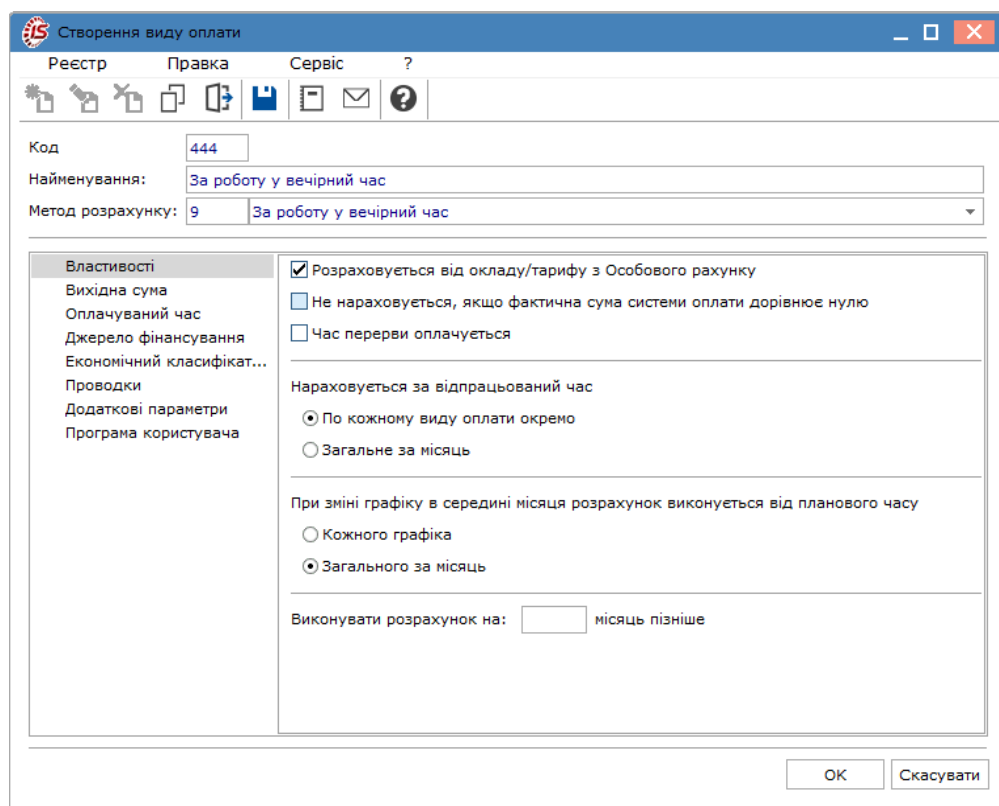 Створення виду оплати
Реєстр Правка Сервіс ?
Код 444
Найменування: За роботу у вечірний час
Метод розрахунку: 9 За роботу у вечірний час
Властивості
Вихідна сума
Оплачуваний час
Джерело фінансування
Економічний класифікат...
Проводки
Додаткові параметри
Програма користувача
Розраховується від окладу/тарифу з Особового рахунку
Не нараховується, якщо фактична сума системи оплати дорівнює нулю
Час перерви оплачується
Нараховується за відпрацьований час
По кожному виду оплати окремо
Загальне за місяць
При зміні графіку в середині місяця розрахунок виконується від планового часу
Кожного графіка
Загального за місяць
Виконувати розрахунок на: місяць пізніше
OK Скасувати